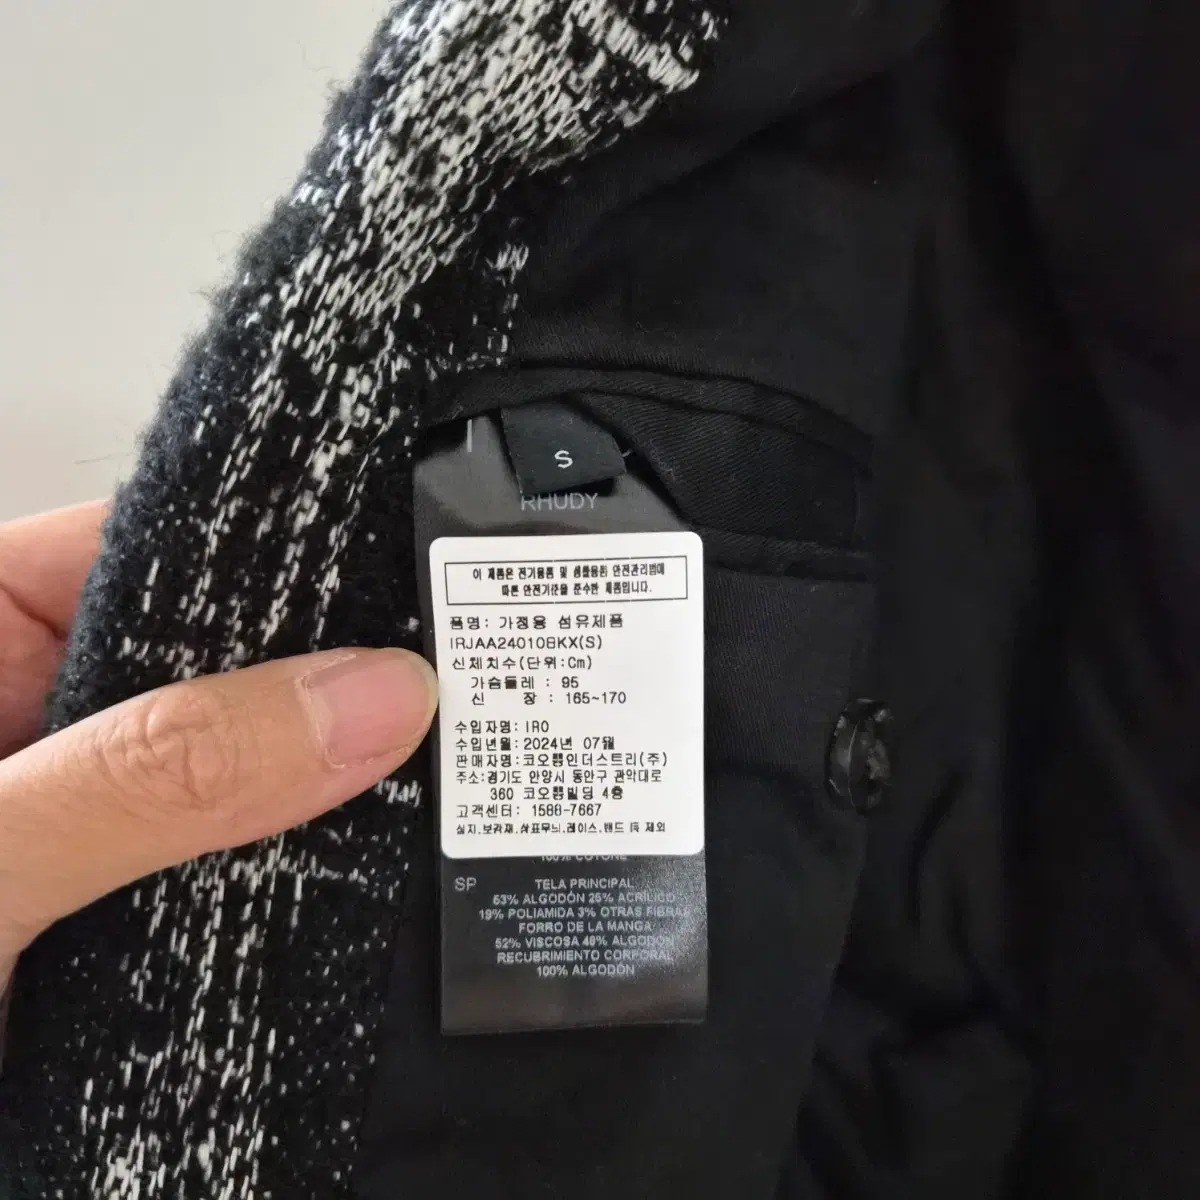 S
RHUDY
이 제품은 전기용품 및 생활용품 안전관리법에
따른 안전기준을 준수한 제품입니다.
품명: 가정용 섬유제품
IRJAA24010BKX(S)
신체치수(단위:Cm)
가슴둘레 : 95
신 장 : 165~170
수입자명: IRO
수입년월: 2024년 07월
판매자명: 코오롱인더스트리(주)
주소: 경기도 안양시 동안구 관악대로
360 코오롱빌딩 4층
고객센터: 1588-7667
실지.보강재.상표무늬.레이스.밴드 등 제외
100% COTONE
SP TELA PRINCIPAL
53% ALGODÓN 25% ACRÍLICO
19% POLIAMIDA 3% OTRAS FIBRAS
FORRO DE LA MANGA
52% VISCOSA 48% ALGODÓN
RECUBRIMIENTO CORPORAL
100% ALGODÓN